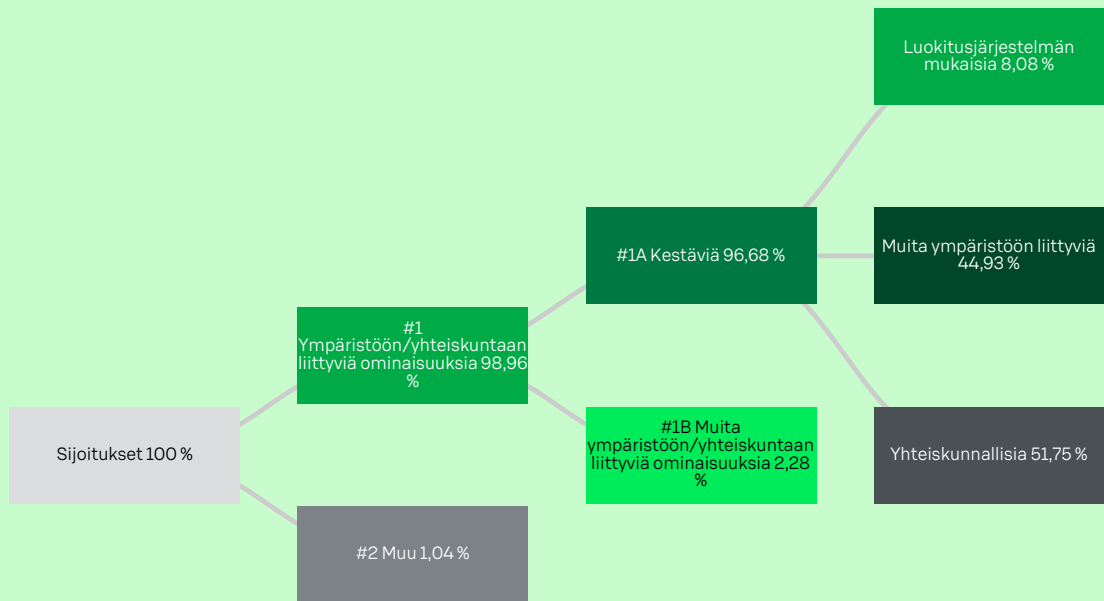 Luokitusjärjestelmän
mukaisia 8,08 %
#1A Kestäviä 96,68 %
Muita ympäristöön liittyviä
44,93 %
#1
Ympäristöön/yhteiskuntaan
liittyviä ominaisuuksia 98,96
%
Sijoitukset 100 %
#1B Muita
ympäristöön/yhteiskuntaan
liittyviä ominaisuuksia 2,28
%
Yhteiskunnallisia 51,75 %
#2 Muu 1,04 %